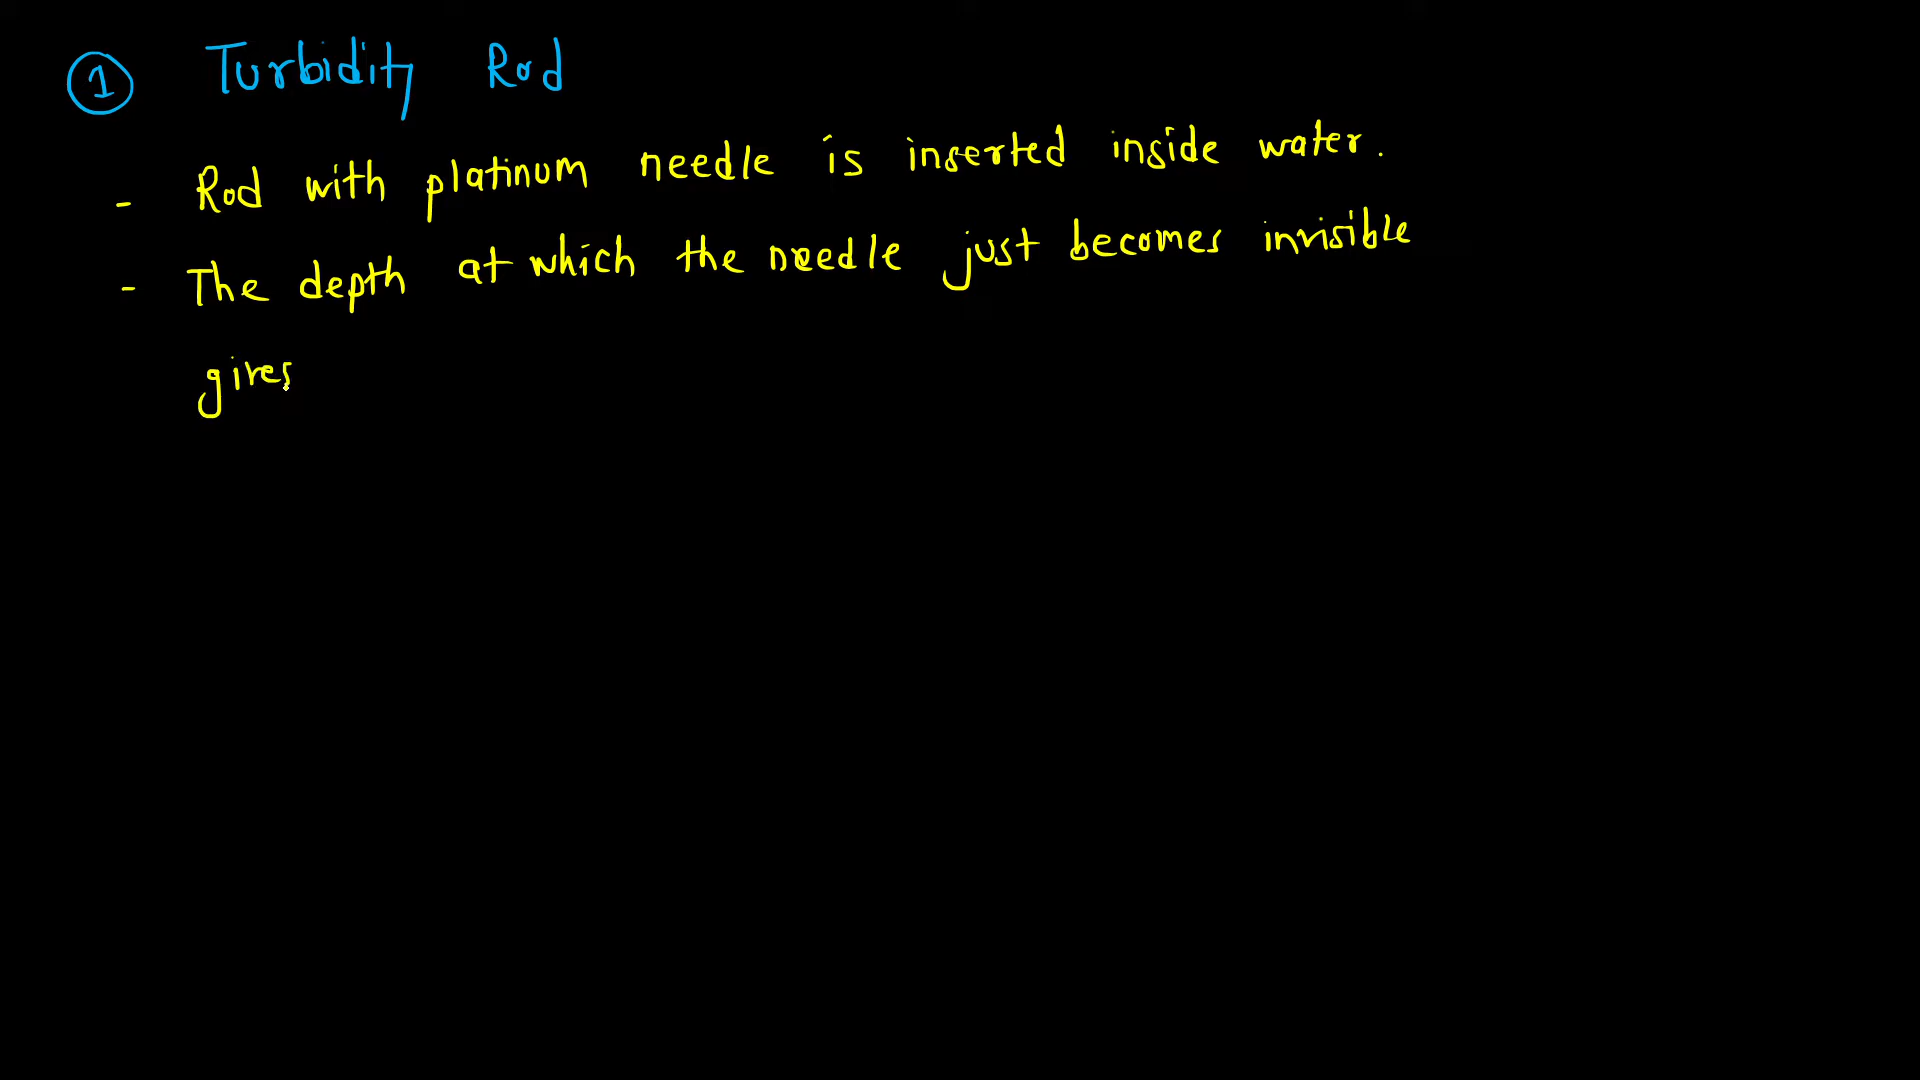 1 Turbidity Rod
- Rod with platinum needle is inserted inside water.
- The depth at which the needle just becomes invisible
gives